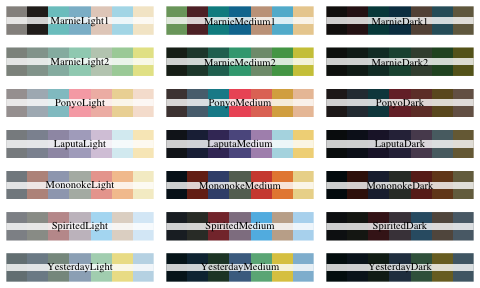 MarnieLight1 MarnieMedium1 MarnieDark1
MarnieLight2 MarnieMedium2 MarnieDark2
PonyoLight PonyoMedium PonyoDark
LaputaLight LaputaMedium LaputaDark
MononokeLight MononokeMedium MononokeDark
SpiritedLight SpiritedMedium SpiritedDark
YesterdayLight YesterdayMedium YesterdayDark